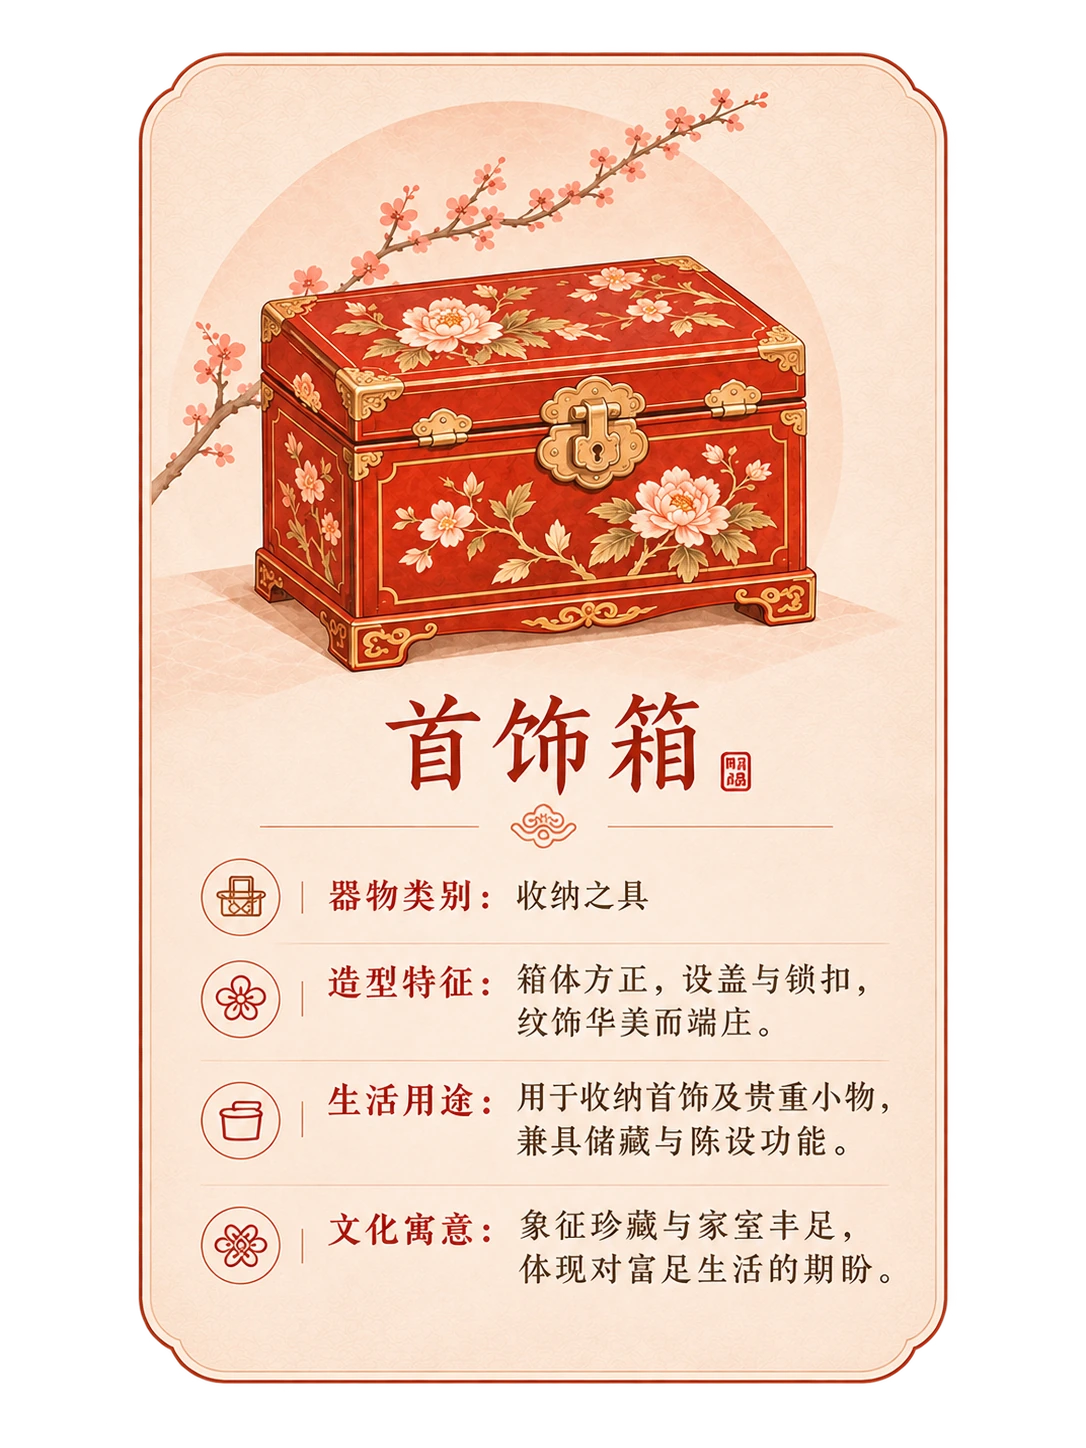 首饰箱
器物类别：收纳之具
造型特征：箱体方正，设盖与锁扣，
纹饰华美而端庄。
生活用途：用于收纳首饰及贵重小物，
兼具储藏与陈设功能。
文化寓意：象征珍藏与家室丰足，
体现对富足生活的期盼。